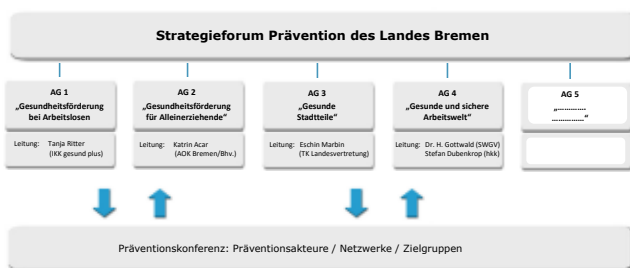 Strategieforum Prävention des Landes Bremen
AG 1
„Gesundheitsförderung
bei Arbeitslosen
Leitung: Tanja Ritter
(IKK gesund plus)
AG 2
„Gesundheitsförderung
für Alleinerziehende“
Leitung: Katrin Acar
(AOK Bremen/Bhv.)
AG 3
„Gesunde
Stadtteile“
Leitung: Eschin Marbin
(TK Landesvertretung)
AG 4
„Gesunde und sichere
Arbeitswelt“
Leitung: Dr. H. Gottwald (SWGV)
Stefan Dubenkrop (hkk)
AG 5
„…………
…………..“
Präventionskonferenz: Präventionsakteure / Netzwerke / Zielgruppen